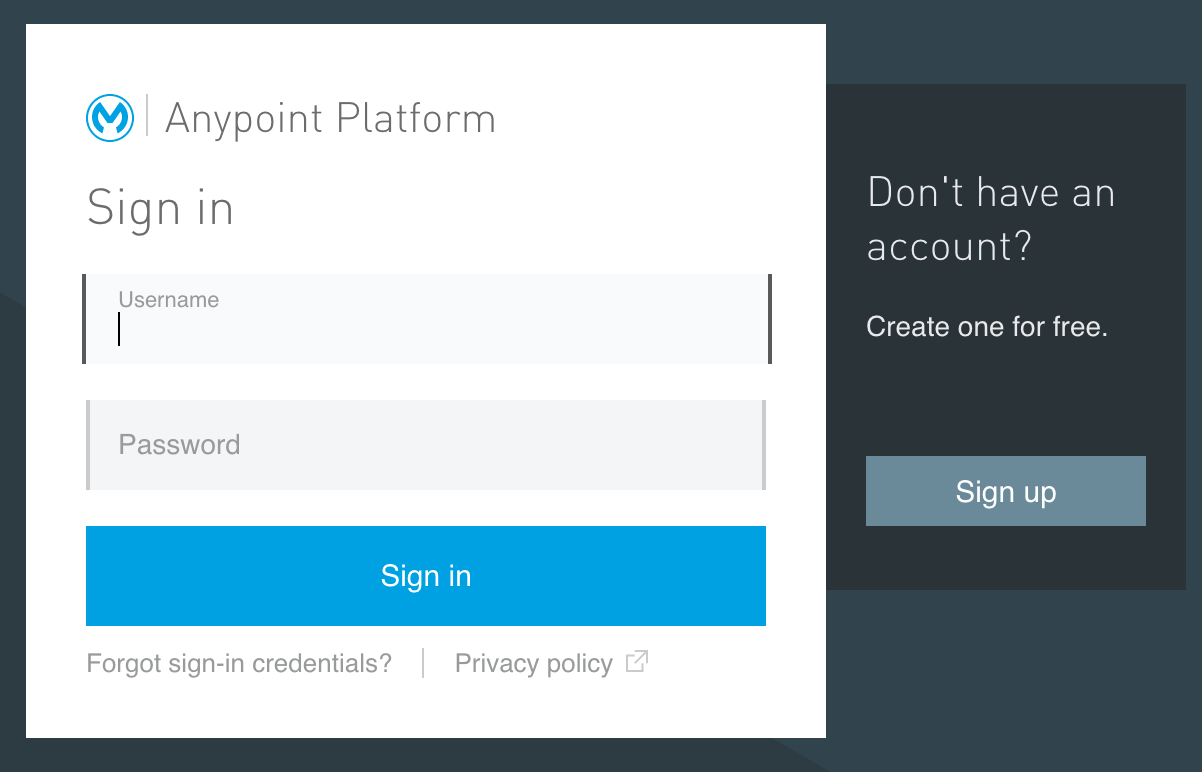 Anypoint Platform
Sign in
Username
Password
Sign in
Forgot sign-in credentials?
Privacy policy
Don't have an
account?
Create one for free.
Sign up